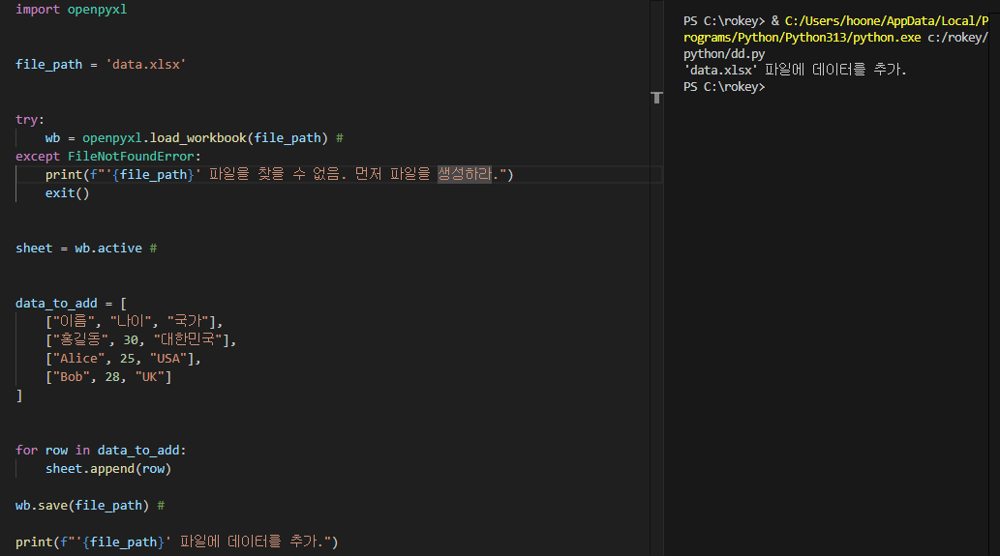 import openpyxl
file_path = 'data.xlsx'
try:
    wb = openpyxl.load_workbook(file_path) #
except FileNotFoundError:
    print(f"'{file_path}' 파일을 찾을 수 없음. 먼저 파일을 생성하라.")
    exit()
sheet = wb.active #
data_to_add = [
    ["이름", "나이", "국가"],
    ["홍길동", 30, "대한민국"],
    ["Alice", 25, "USA"],
    ["Bob", 28, "UK"]
]
for row in data_to_add:
    sheet.append(row)
wb.save(file_path) #
print(f"'{file_path}' 파일에 데이터를 추가.")
PS C:\rokey> & C:/Users/hoone/AppData/Local/P
rograms/Python/Python313/python.exe c:/rokey/
python/dd.py
'data.xlsx' 파일에 데이터를 추가.
PS C:\rokey>